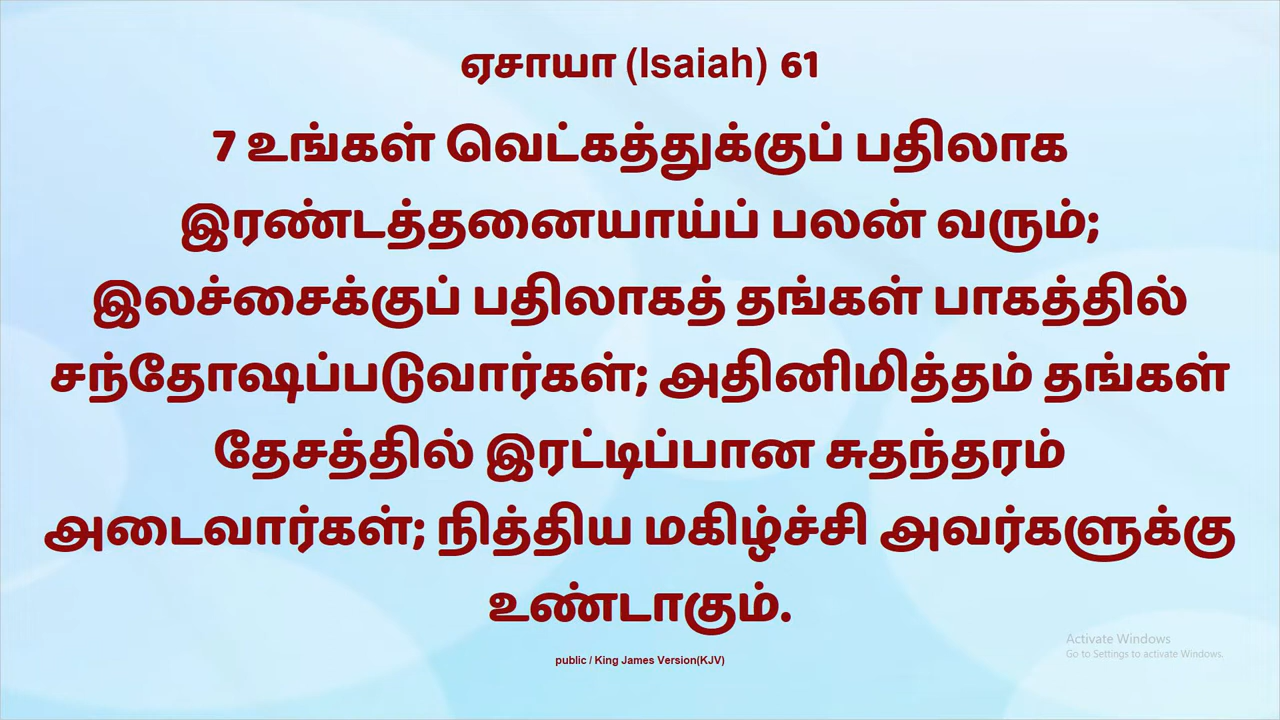 ஏசாயா (Isaiah) 61
7 உங்கள் வெட்கத்துக்குப் பதிலாக
இரண்டத்தனையாய்ப் பலன் வரும்;
இலச்சைக்குப் பதிலாகத் தங்கள் பாகத்தில்
சந்தோஷப்படுவார்கள்; அதினிமித்தம் தங்கள்
தேசத்தில் இரட்டிப்பான சுதந்தரம்
அடைவார்கள்; நித்திய மகிழ்ச்சி அவர்களுக்கு
உண்டாகும்.
public / King James Version(KJV)
Activate Windows
Go to Settings to activate Windows.